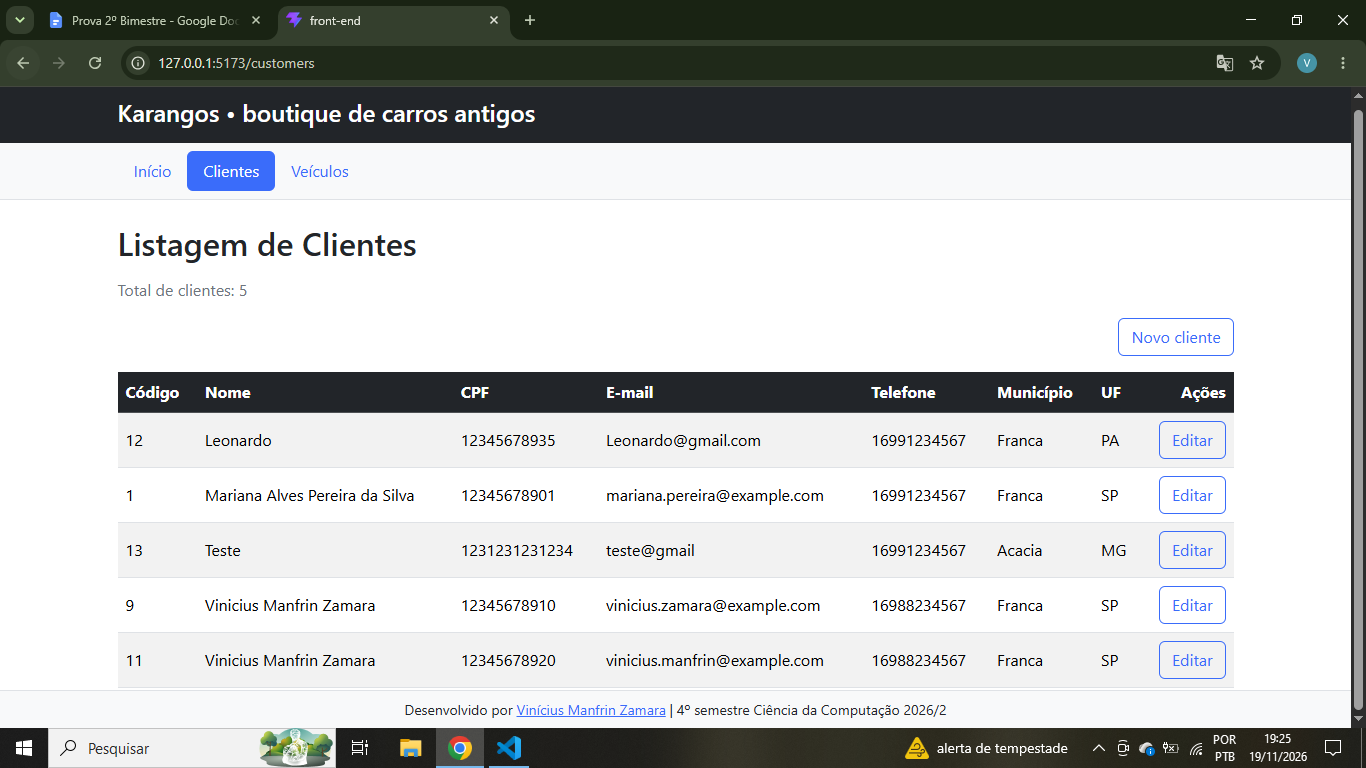 Prova 2º Bimestre - Google Doc
front-end
127.0.0.1:5173/customers
V
Karangos • boutique de carros antigos
Início Clientes Veículos
Listagem de Clientes
Total de clientes: 5
Novo cliente
Código Nome CPF E-mail Telefone Município UF Ações
12 Leonardo 12345678935 Leonardo@gmail.com 16991234567 Franca PA Editar
1 Mariana Alves Pereira da Silva 12345678901 mariana.pereira@example.com 16991234567 Franca SP Editar
13 Teste 1231231231234 teste@gmail 16991234567 Acacia MG Editar
9 Vinicius Manfrin Zamara 12345678910 vinicius.zamara@example.com 16988234567 Franca SP Editar
11 Vinicius Manfrin Zamara 12345678920 vinicius.manfrin@example.com 16988234567 Franca SP Editar
Desenvolvido por Vinícius Manfrin Zamara | 4º semestre Ciência da Computação 2026/2
Pesquisar
alerta de tempestade
POR
PTB
19:25
19/11/2026